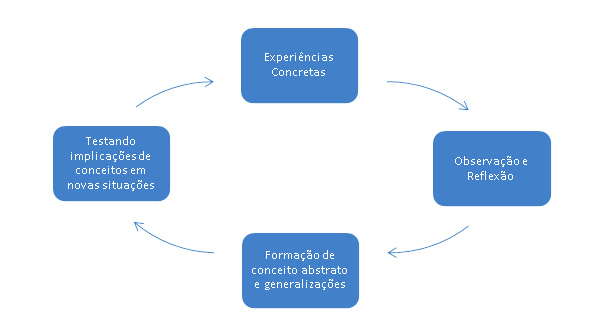 Experiências
Concretas
Observação e
Reflexão
Formação de
conceito abstrato
e generalizações
Testando
implicações de
conceitos em
novas situações